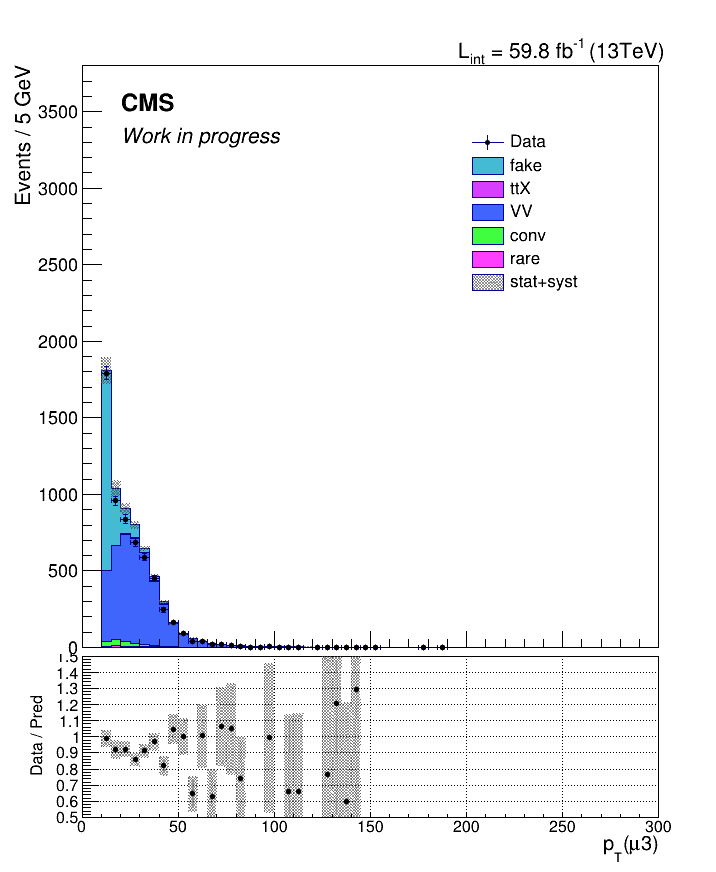 L_int = 59.8 fb⁻¹ (13TeV)
Events / 5 GeV
3500
3000
2500
2000
1500
1000
500
0
CMS
Work in progress
Data
fake
ttX
VV
conv
rare
stat+syst
Data / Pred
1.5
1.4
1.3
1.2
1.1
1
0.9
0.8
0.7
0.6
0.5
0 50 100 150 200 250 300
p_T(μ3)